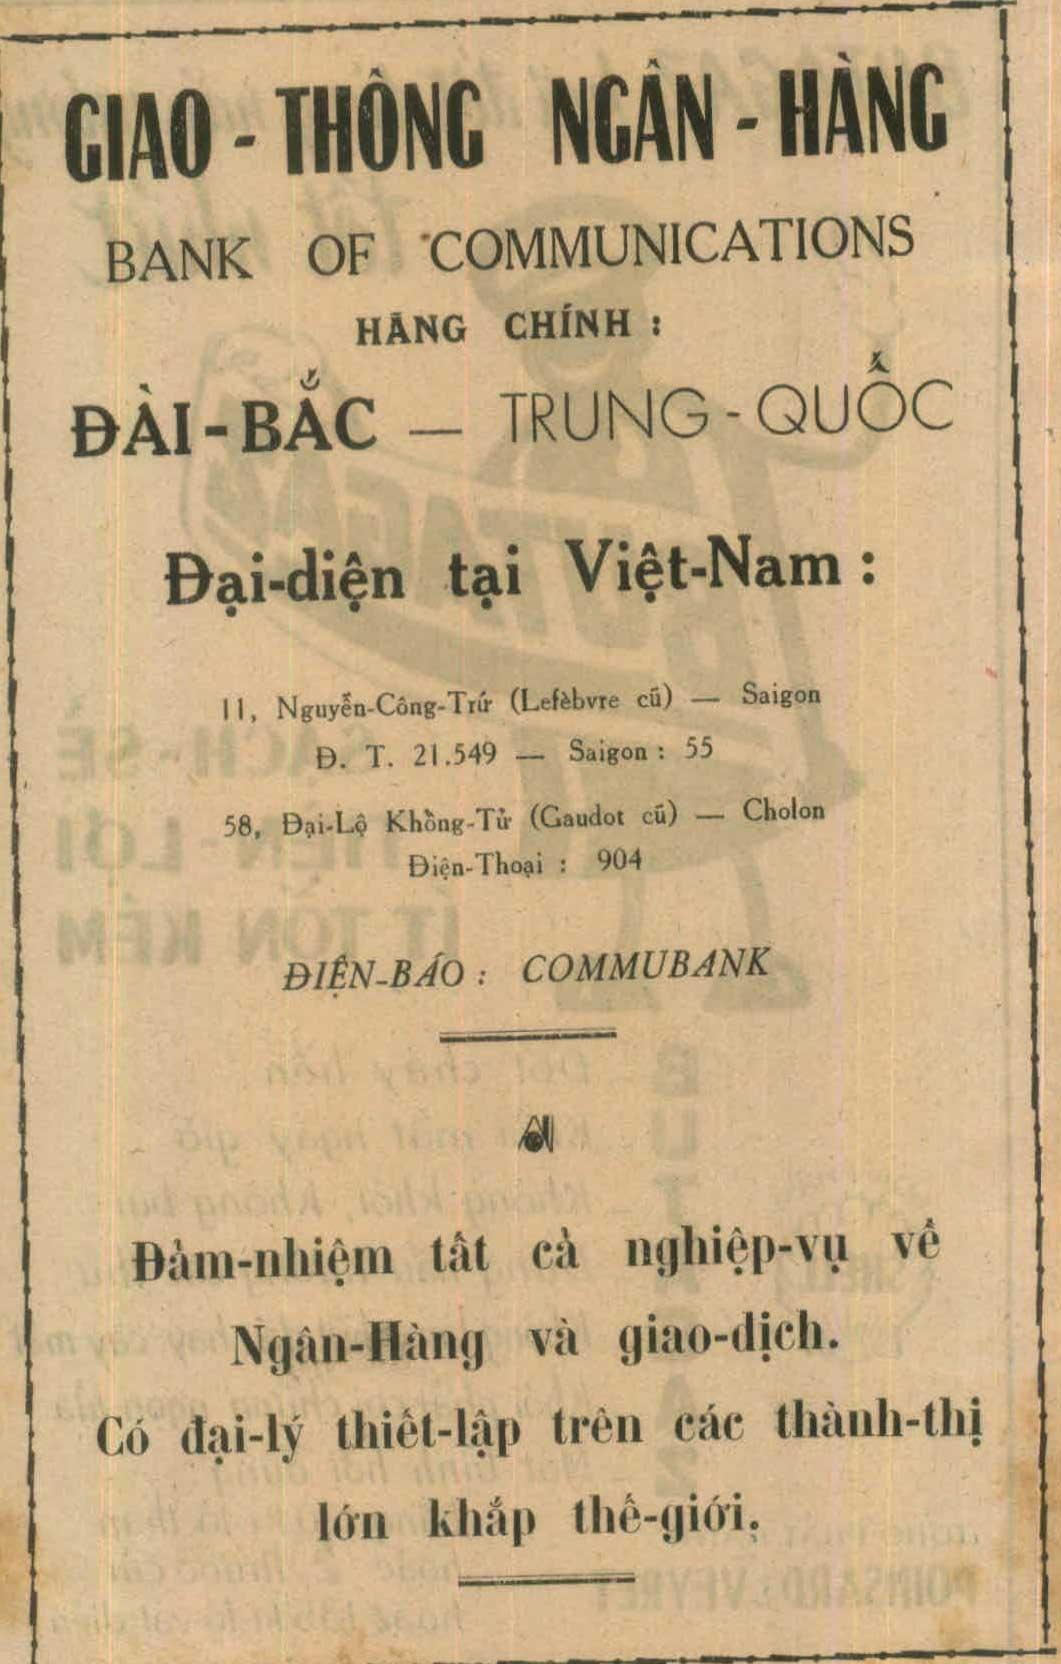 GIAO - THÔNG NGÂN - HÀNG
BANK OF COMMUNICATIONS
HÃNG CHÍNH :
ĐÀI-BẮC — TRUNG-QUỐC
Đại-diện tại Việt-Nam :
11, Nguyễn-Công-Trứ (Lefèbvre cũ) — Saigon
Đ. T. 21.549 — Saigon : 55
58, Đại-Lộ Khồng-Tử (Gaudot cũ) — Cholon
Điện-Thoại : 904
ĐIỆN-BÁO : COMMUBANK
Đảm-nhiệm tất cả nghiệp-vụ về
Ngân-Hàng và giao-dịch.
Có đại-lý thiết-lập trên các thành-thị
lớn khắp thế-giới.